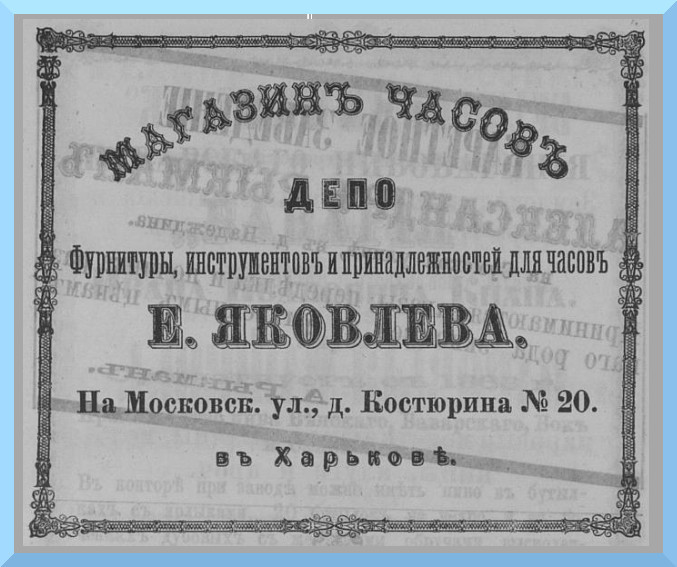 МАГАЗИНЪ ЧАСОВЪ
ДЕПО
Фурнитуры, инструментовъ и принадлежностей для часовъ
Е. ЯКОВЛЕВА.
На Московск. ул., д. Костюрина № 20.
въ Харьковѣ.